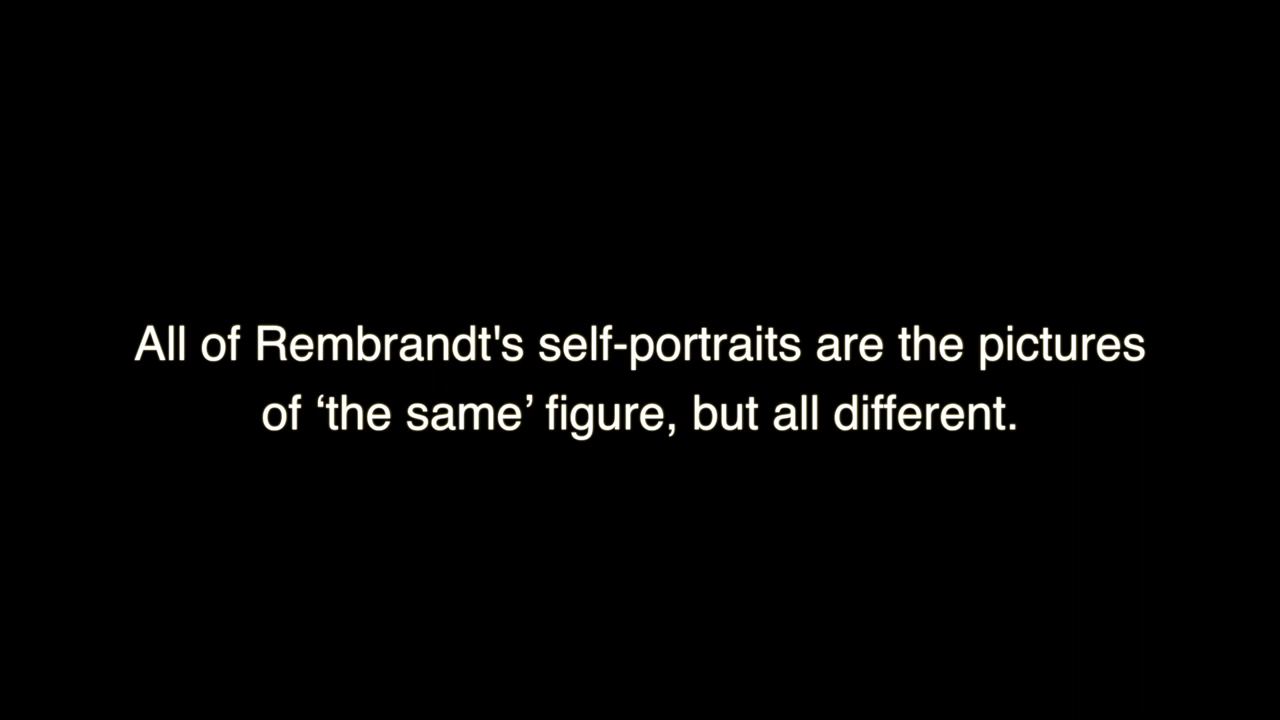 All of Rembrandt's self-portraits are the pictures
of ‘the same’ figure, but all different.